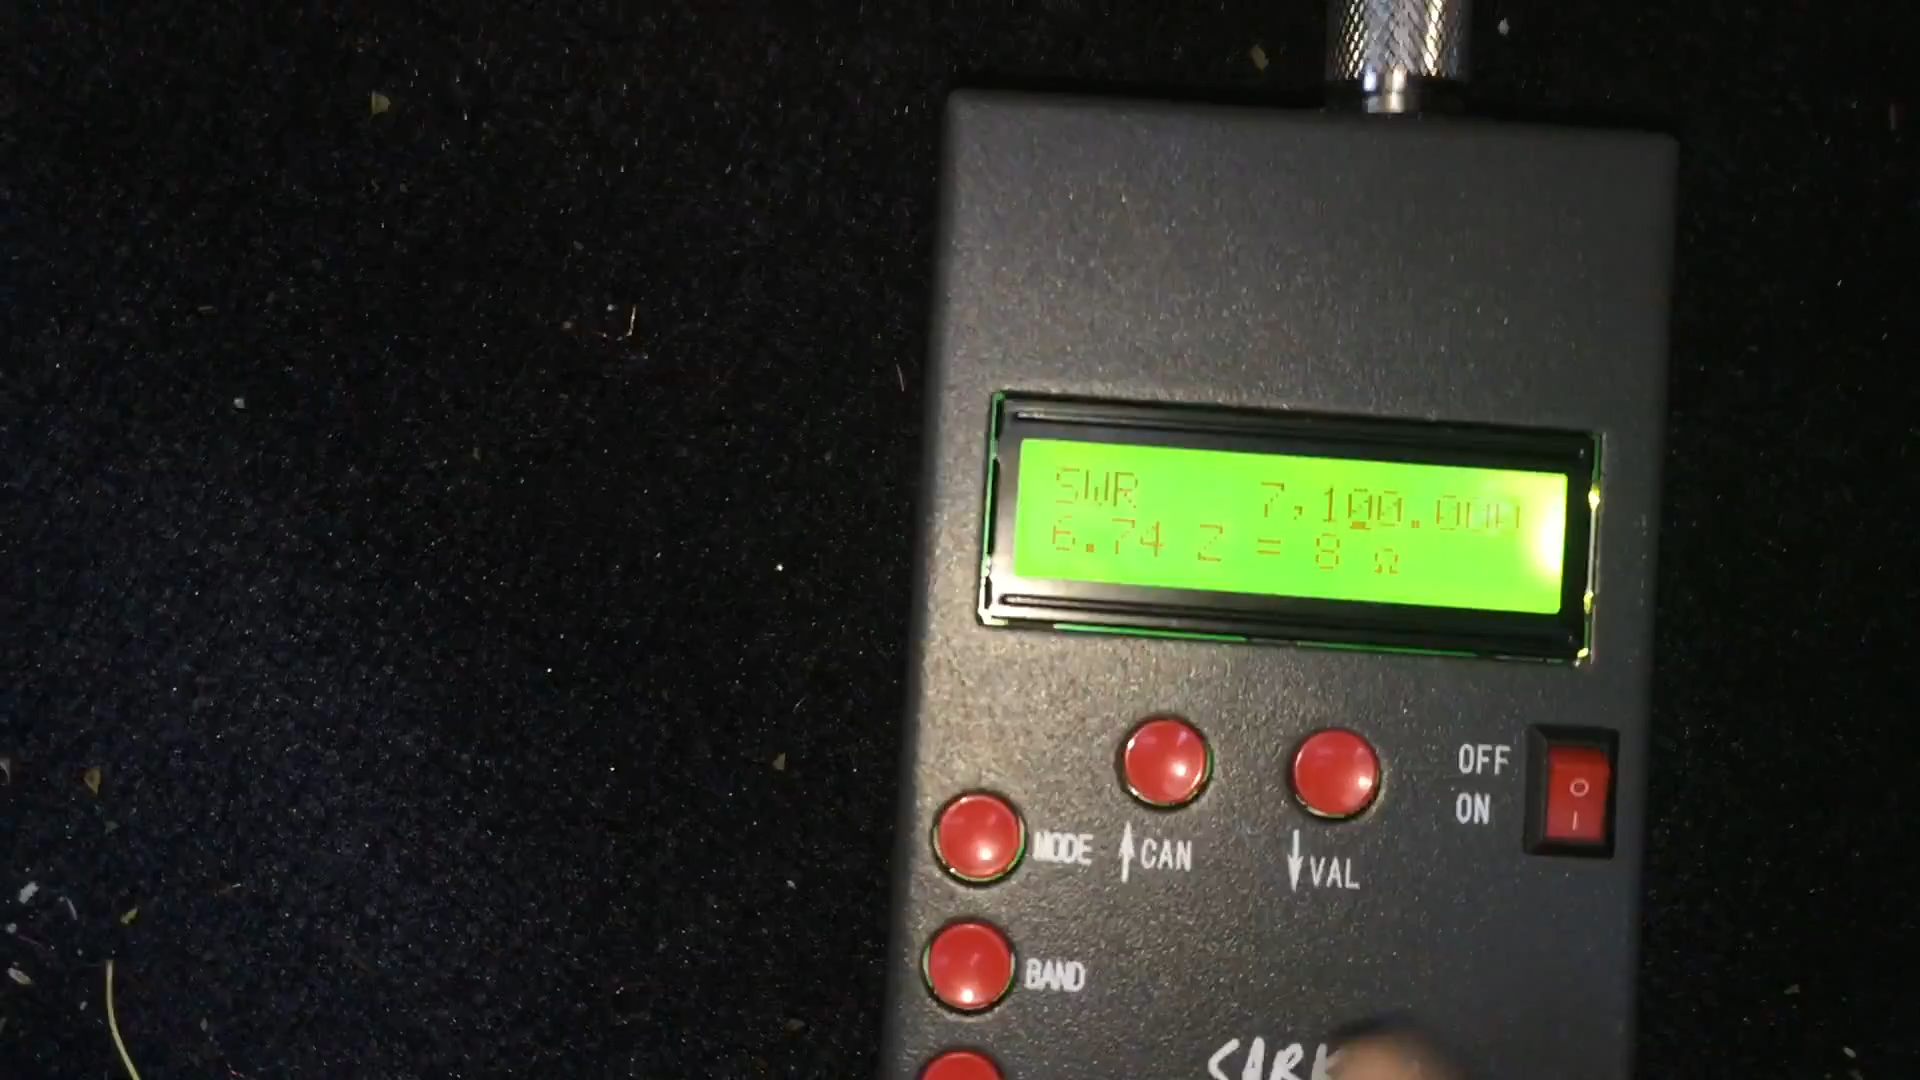 SWR 7,100.000
6.74 Z = 8 Ω
OFF
ON
MODE
↑CAN
↓VAL
BAND